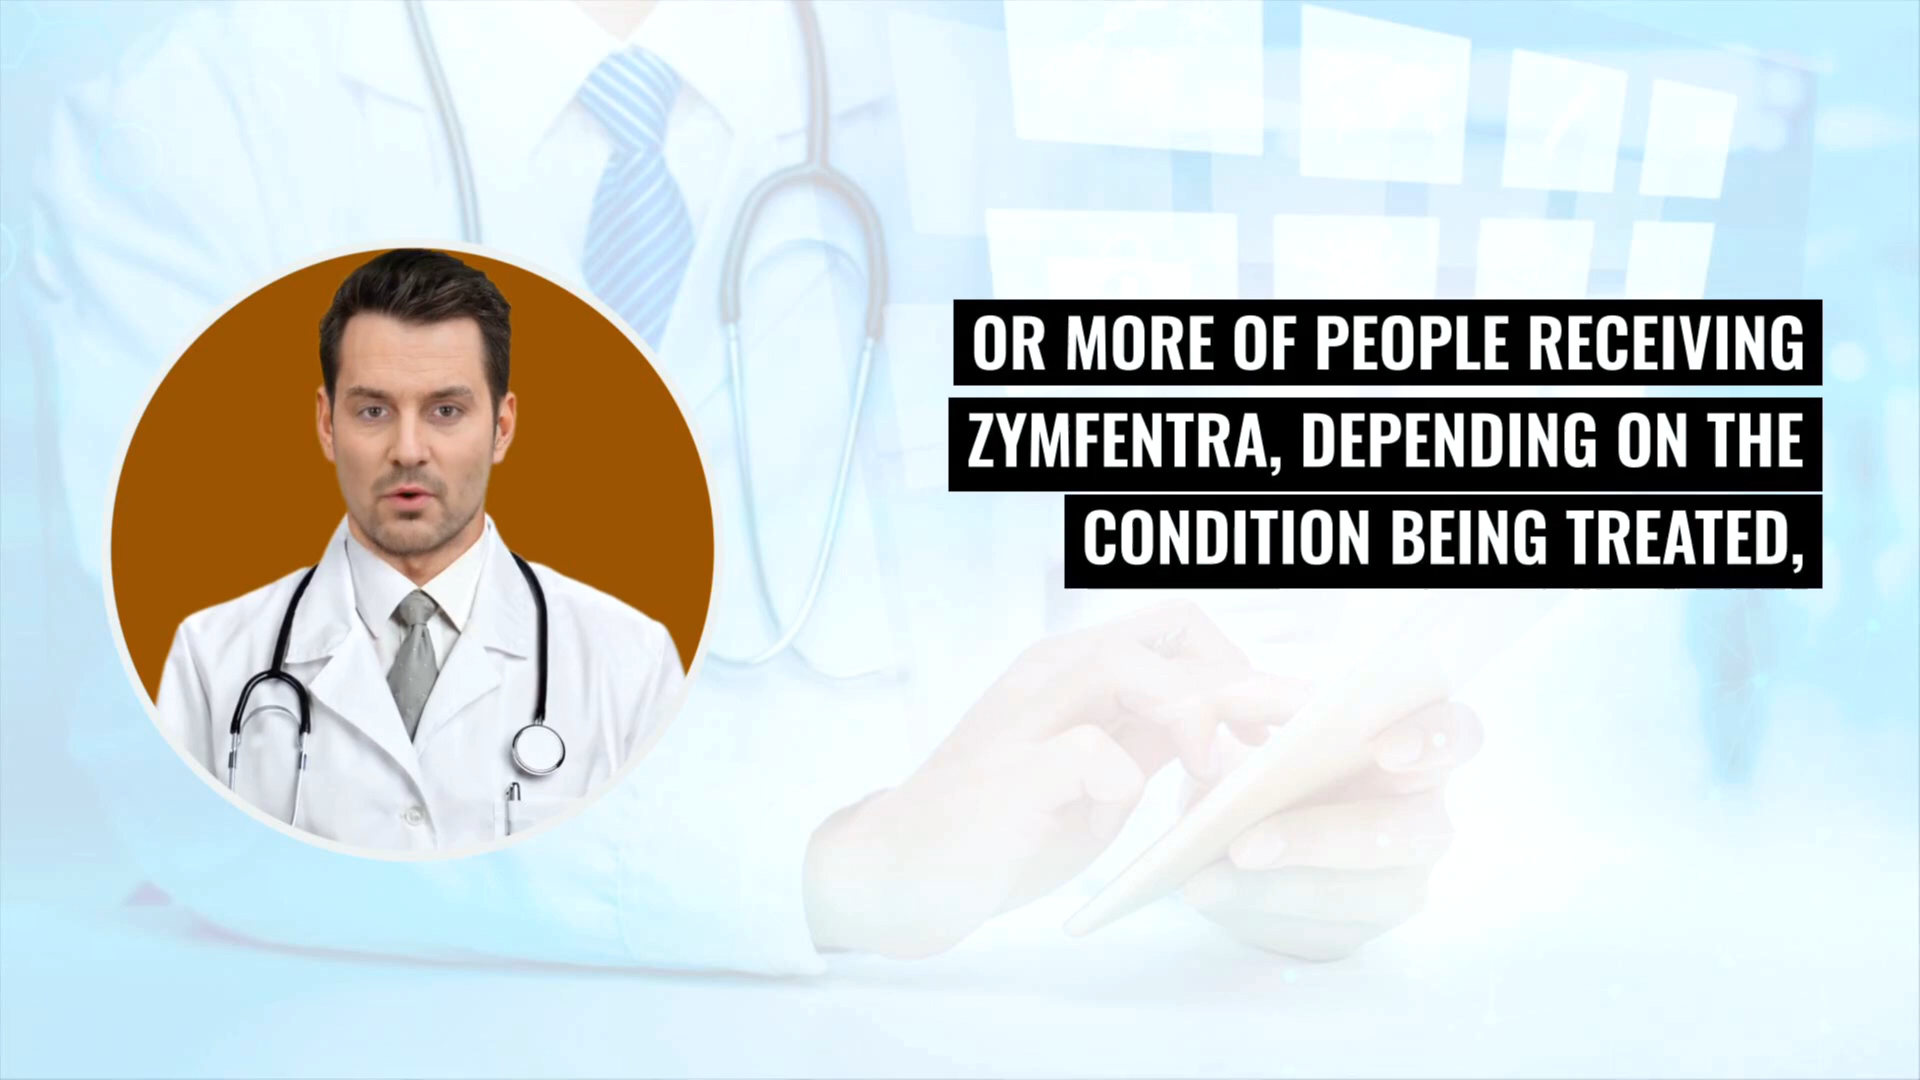 OR MORE OF PEOPLE RECEIVING
ZYMFENTRA, DEPENDING ON THE
CONDITION BEING TREATED,